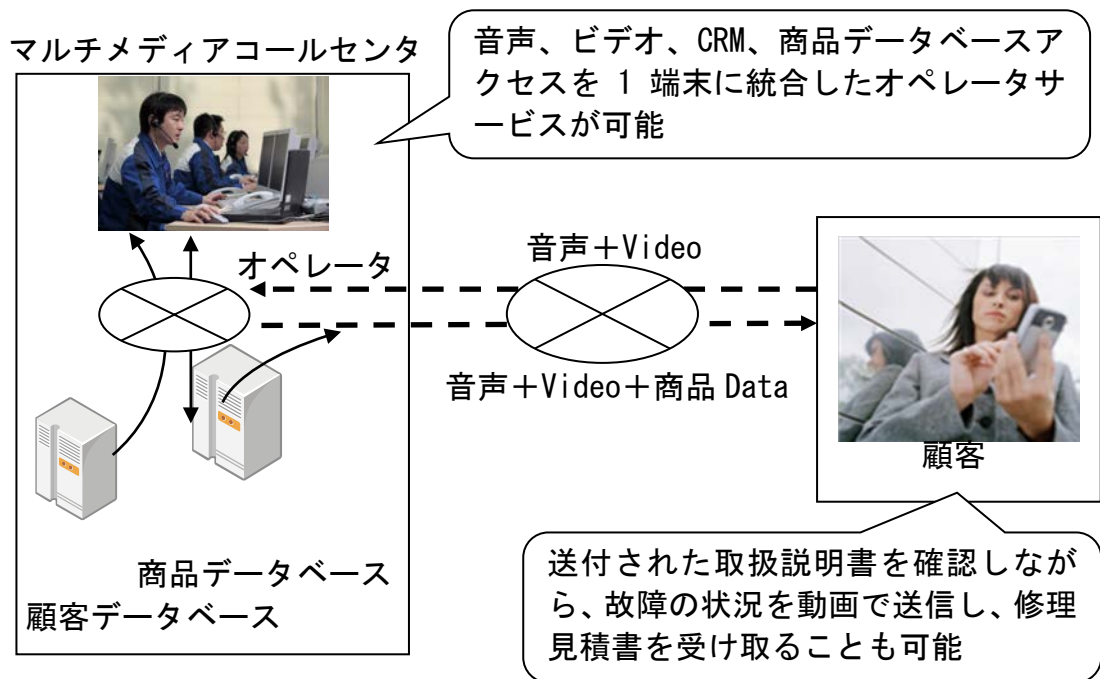 マルチメディアコールセンタ
音声、ビデオ、CRM、商品データベースア
クセスを 1 端末に統合したオペレータサ
ービスが可能
オペレータ
音声＋Video
音声＋Video＋商品 Data
顧客
商品データベース
顧客データベース
送付された取扱説明書を確認しなが
ら、故障の状況を動画で送信し、修理
見積書を受け取ることも可能